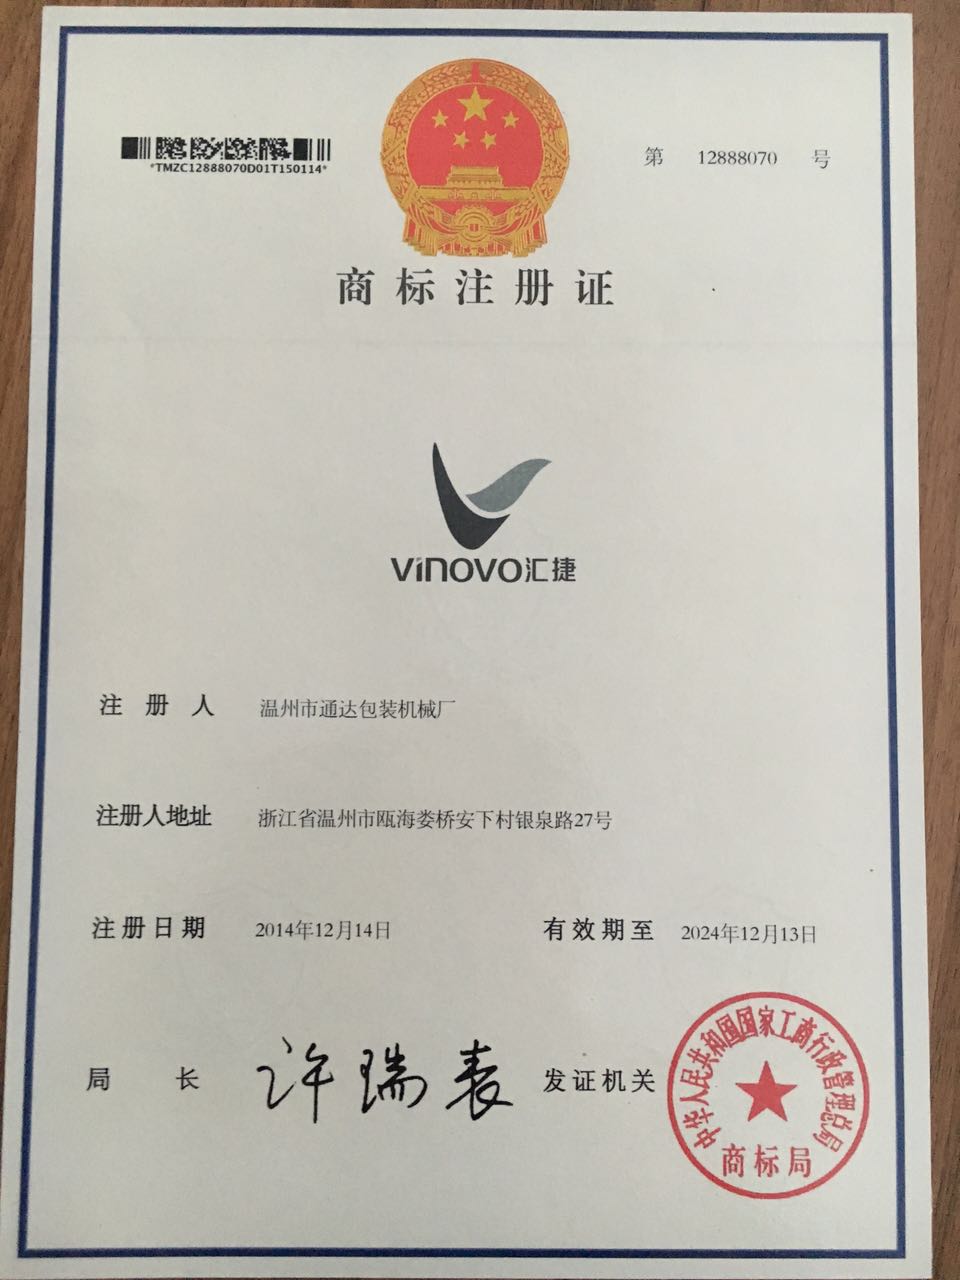 *TMZC12888070D01T150114*
第 12888070 号
商标注册证
vinovo汇捷
注册人 温州市通达包装机械厂
注册人地址 浙江省温州市瓯海娄桥安下村银泉路27号
注册日期 2014年12月14日 有效期至 2024年12月13日
局长 许瑞表 发证机关
中华人民共和国国家工商行政管理总局
商标局